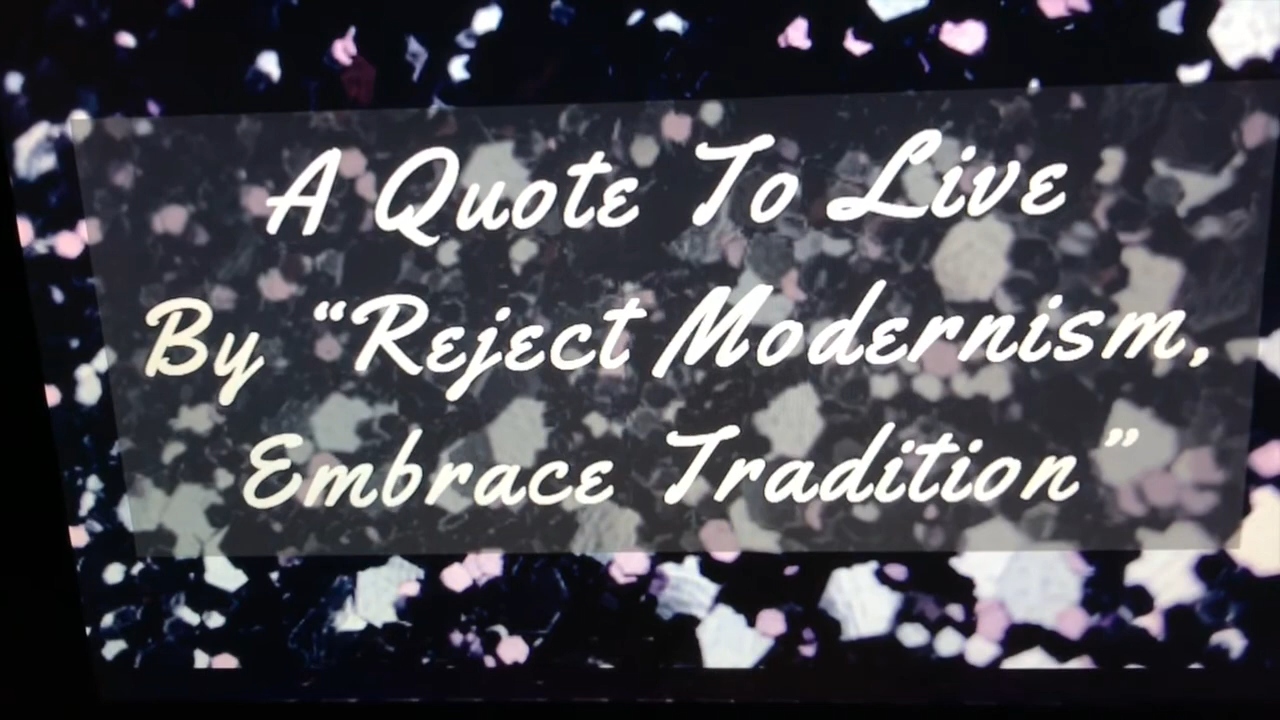 A Quote To Live
By “Reject Modernism,
Embrace Tradition”